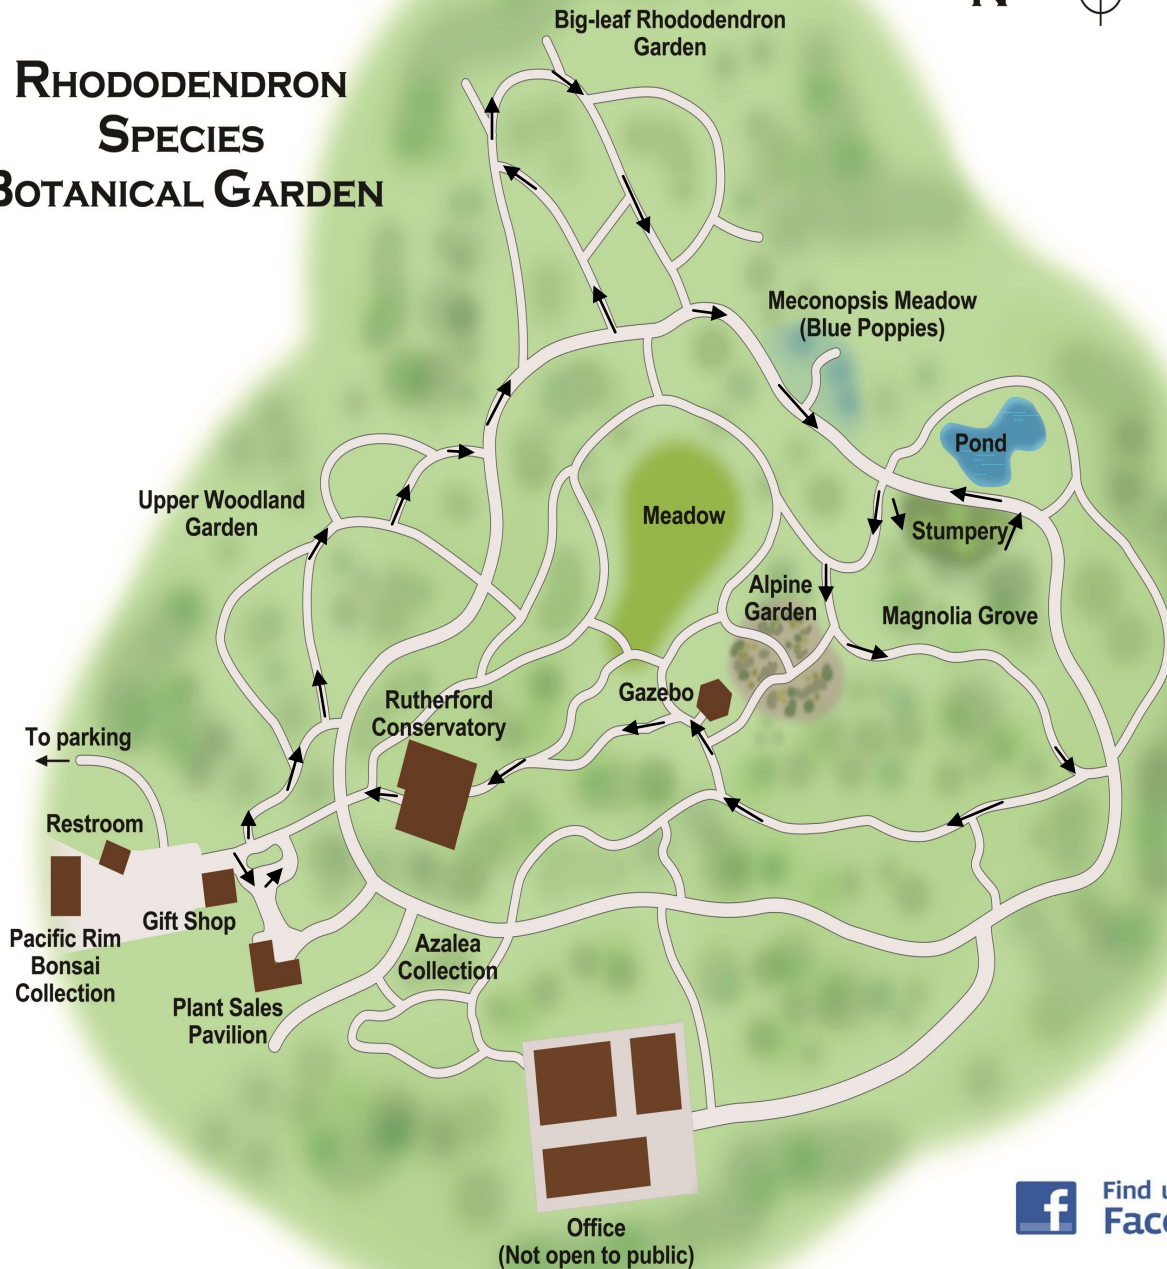 N
Big-leaf Rhododendron
Garden
RHODODENDRON
SPECIES
BOTANICAL GARDEN
Meconopsis Meadow
(Blue Poppies)
Pond
Upper Woodland
Garden
Meadow
Stumpery
Alpine
Garden
Magnolia Grove
Rutherford
Conservatory
Gazebo
To parking
Restroom
Gift Shop
Pacific Rim
Bonsai
Collection
Azalea
Collection
Plant Sales
Pavilion
Office
(Not open to public)
f
Find